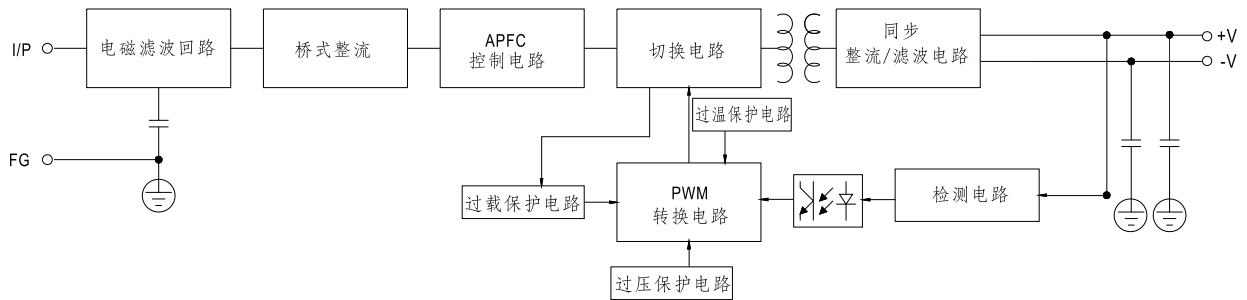 I/P
电磁滤波回路
桥式整流
APFC
控制电路
切换电路
同步
整流/滤波电路
+V
-V
过温保护电路
FG
过载保护电路
PWM
转换电路
检测电路
过压保护电路